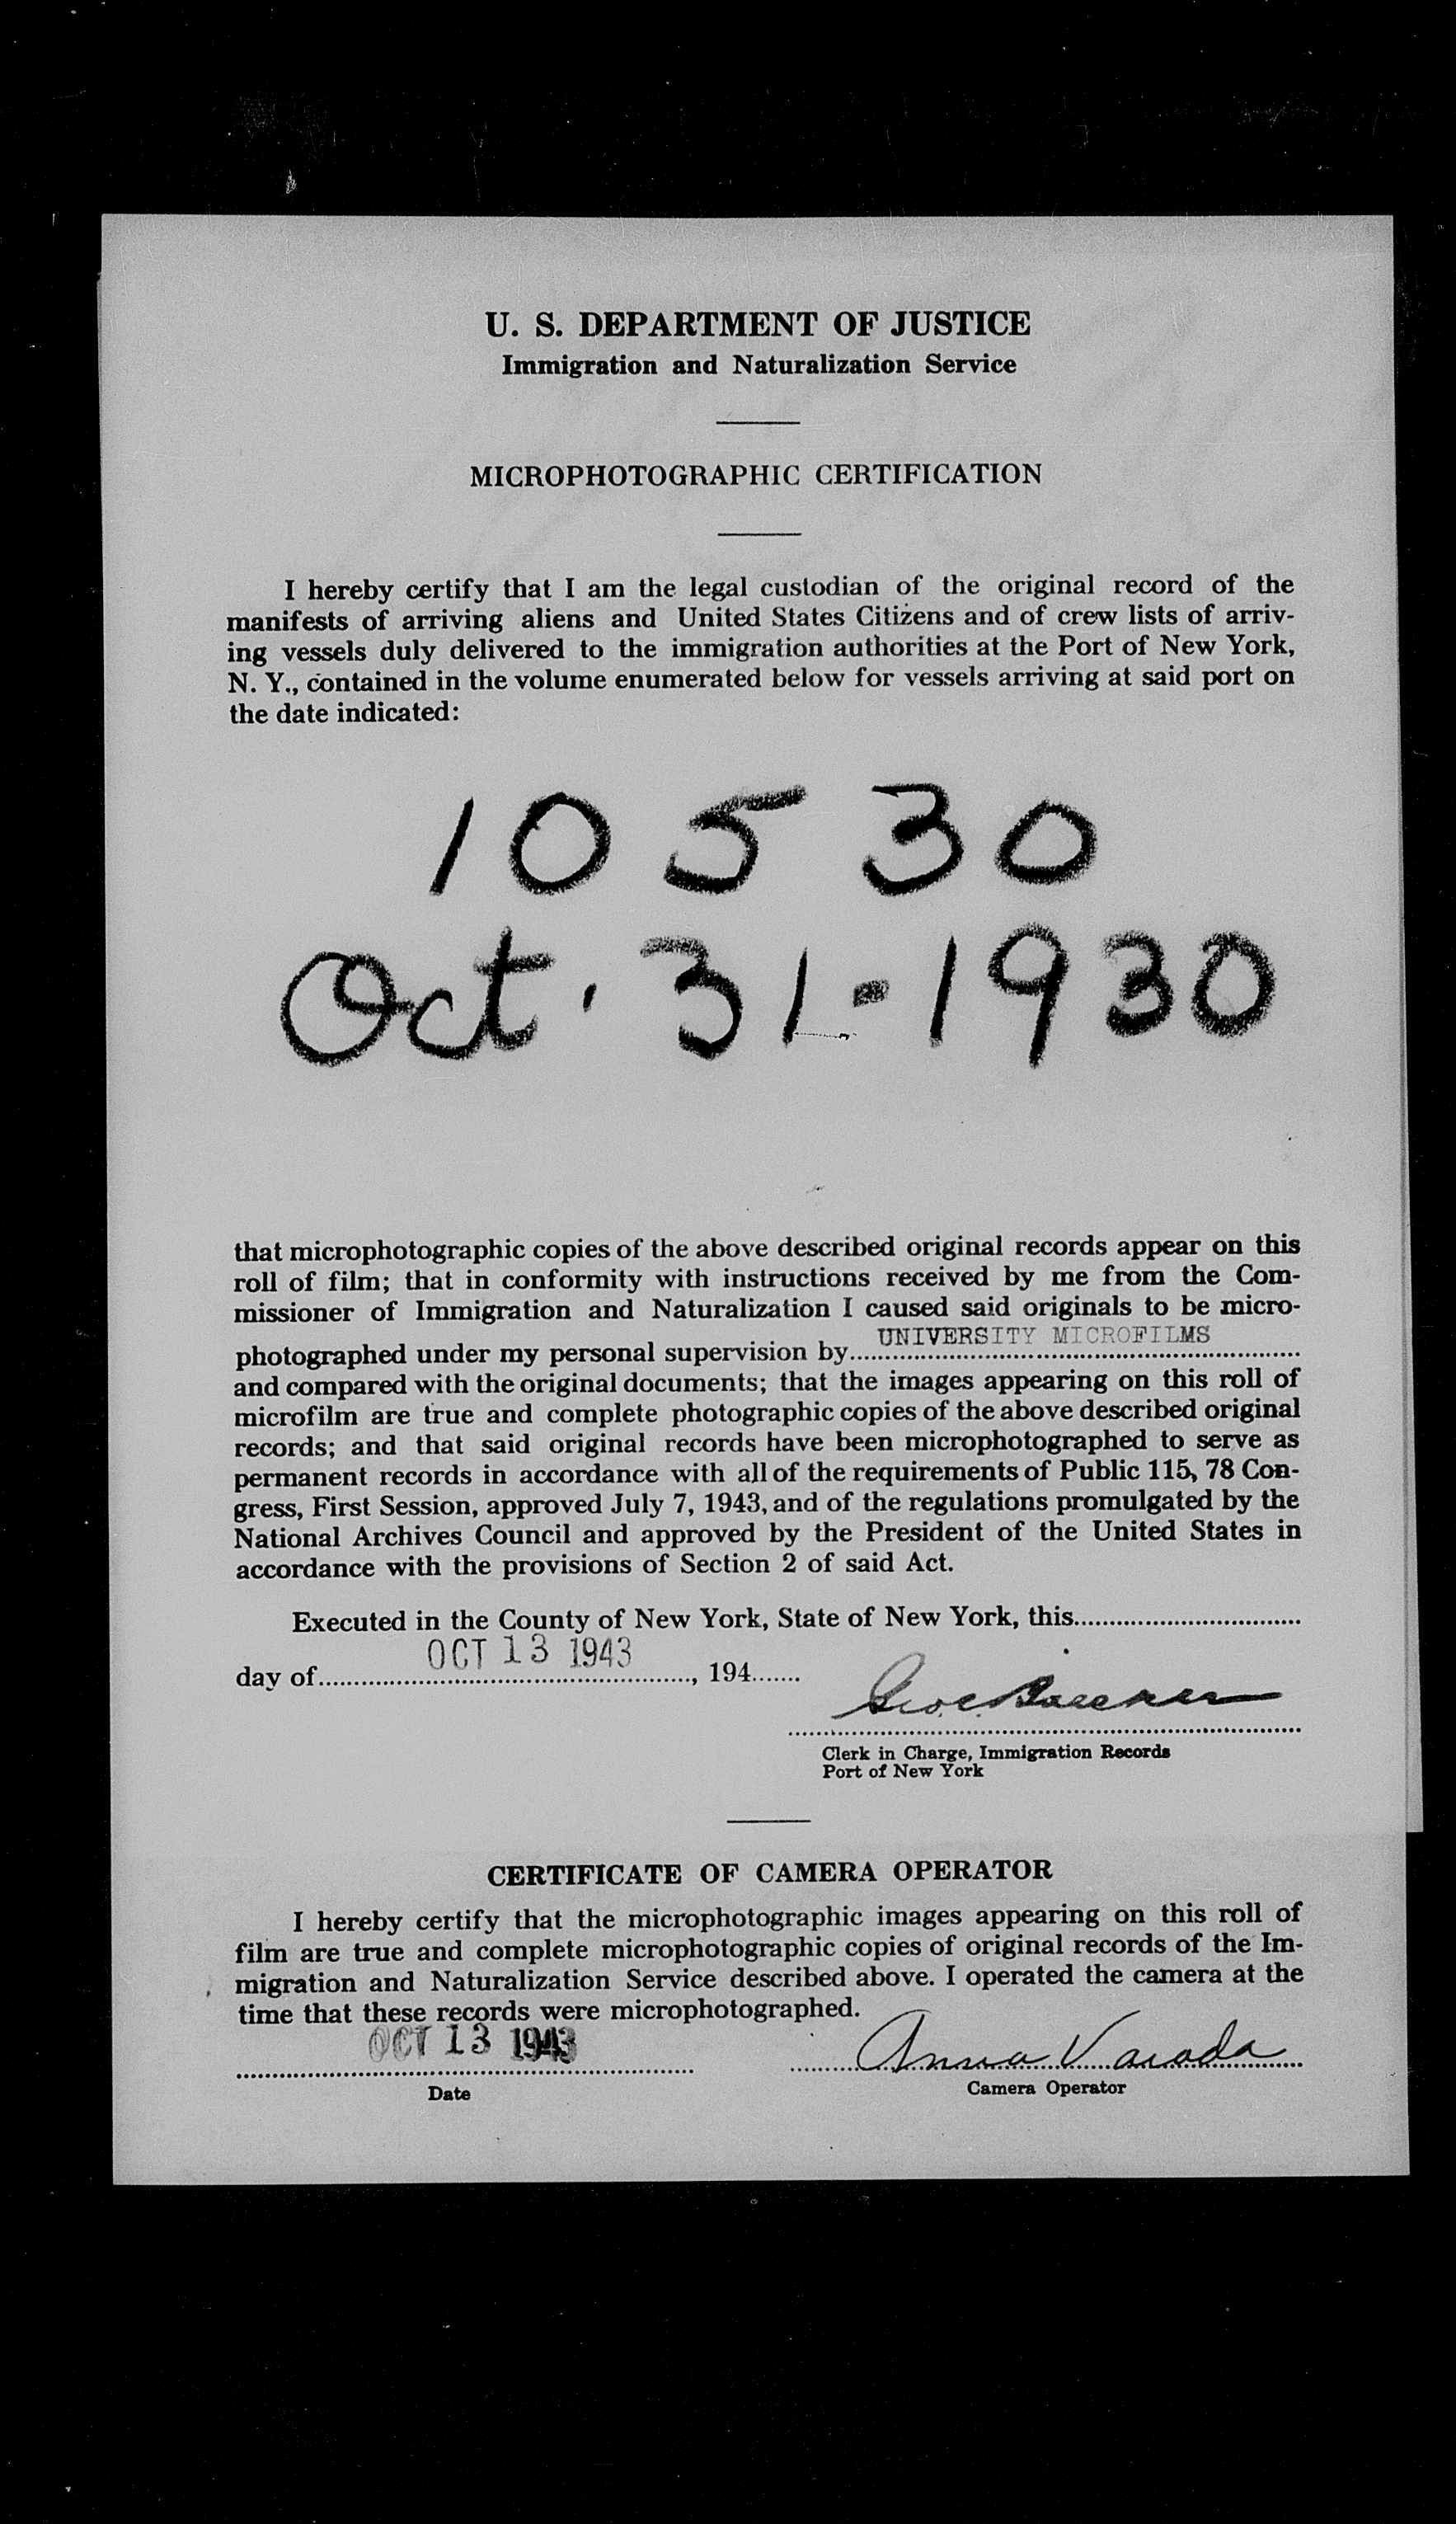 U. S. DEPARTMENT OF JUSTICE
Immigration and Naturalization Service
MICROPHOTOGRAPHIC CERTIFICATION
I hereby certify that I am the legal custodian of the original record of the
manifests of arriving aliens and United States Citizens and of crew lists of arriv-
ing vessels duly delivered to the immigration authorities at the Port of New York,
N. Y., contained in the volume enumerated below for vessels arriving at said port on
the date indicated:
10530
Oct. 31-1930
that microphotographic copies of the above described original records appear on this
roll of film; that in conformity with instructions received by me from the Com-
missioner of Immigration and Naturalization I caused said originals to be micro-
photographed under my personal supervision by UNIVERSITY MICROFILMS
and compared with the original documents; that the images appearing on this roll of
microfilm are true and complete photographic copies of the above described original
records; and that said original records have been microphotographed to serve as
permanent records in accordance with all of the requirements of Public 115, 78 Con-
gress, First Session, approved July 7, 1943, and of the regulations promulgated by the
National Archives Council and approved by the President of the United States in
accordance with the provisions of Section 2 of said Act.
Executed in the County of New York, State of New York, this
day of OCT 13 1943, 194
Clerk in Charge, Immigration Records
Port of New York
CERTIFICATE OF CAMERA OPERATOR
I hereby certify that the microphotographic images appearing on this roll of
film are true and complete microphotographic copies of original records of the Im-
migration and Naturalization Service described above. I operated the camera at the
time that these records were microphotographed.
OCT 13 1943 Anna Varada
Date Camera Operator